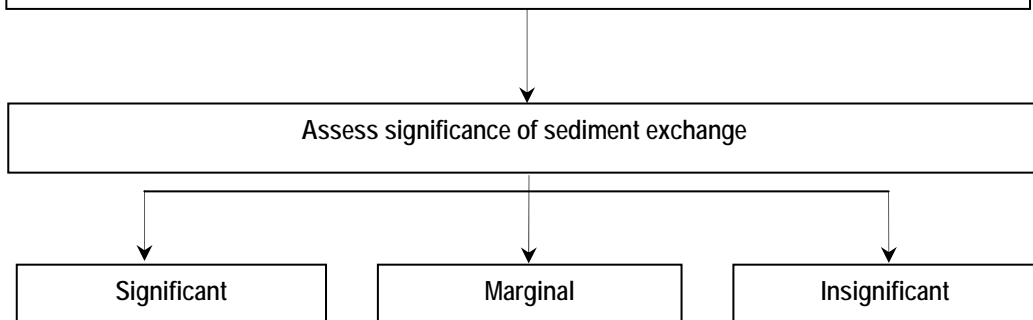 Assess significance of sediment exchange
Significant
Marginal
Insignificant